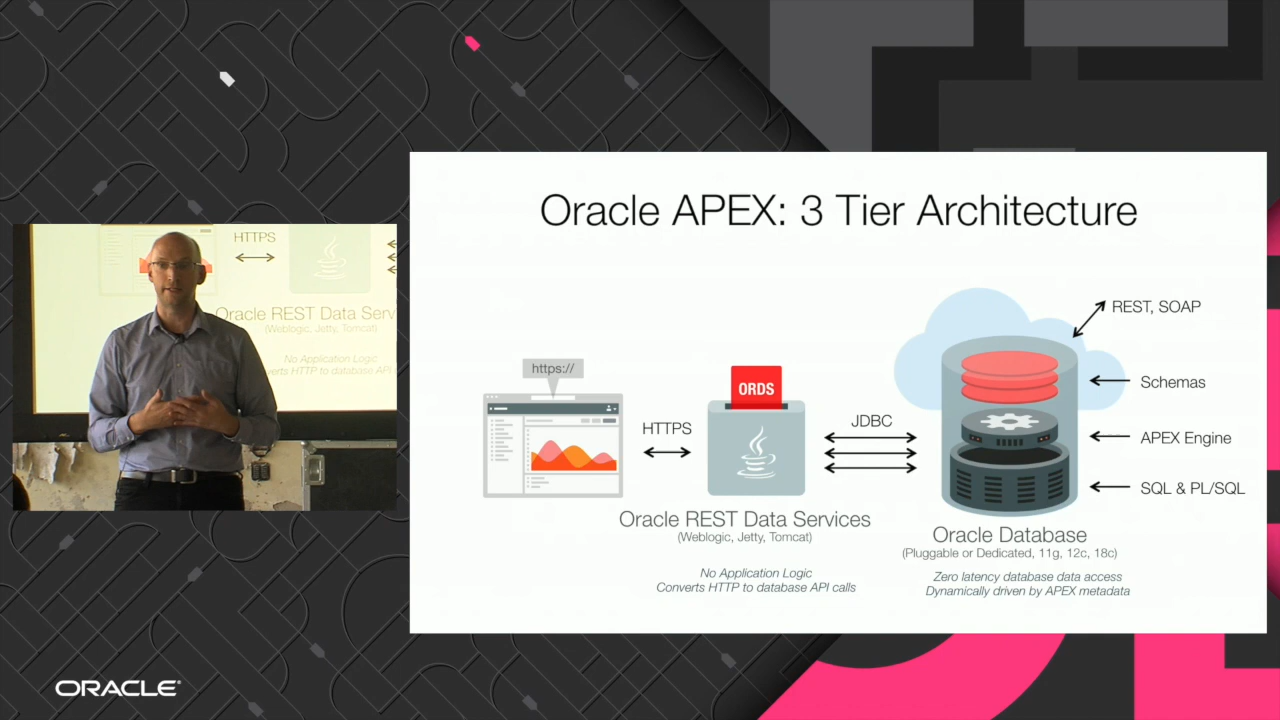 Oracle APEX: 3 Tier Architecture
REST, SOAP
https://
ORDS
Schemas
HTTPS
JDBC
APEX Engine
SQL & PL/SQL
Oracle REST Data Services
(Weblogic, Jetty, Tomcat)
No Application Logic
Converts HTTP to database API calls
Oracle Database
(Pluggable or Dedicated, 11g, 12c, 18c)
Zero latency database data access
Dynamically driven by APEX metadata
HTTPS
Oracle REST Data Serv
(Weblogic, Jetty, Tomcat)
No Application Logic
verts HTTP to database API
ORACLE